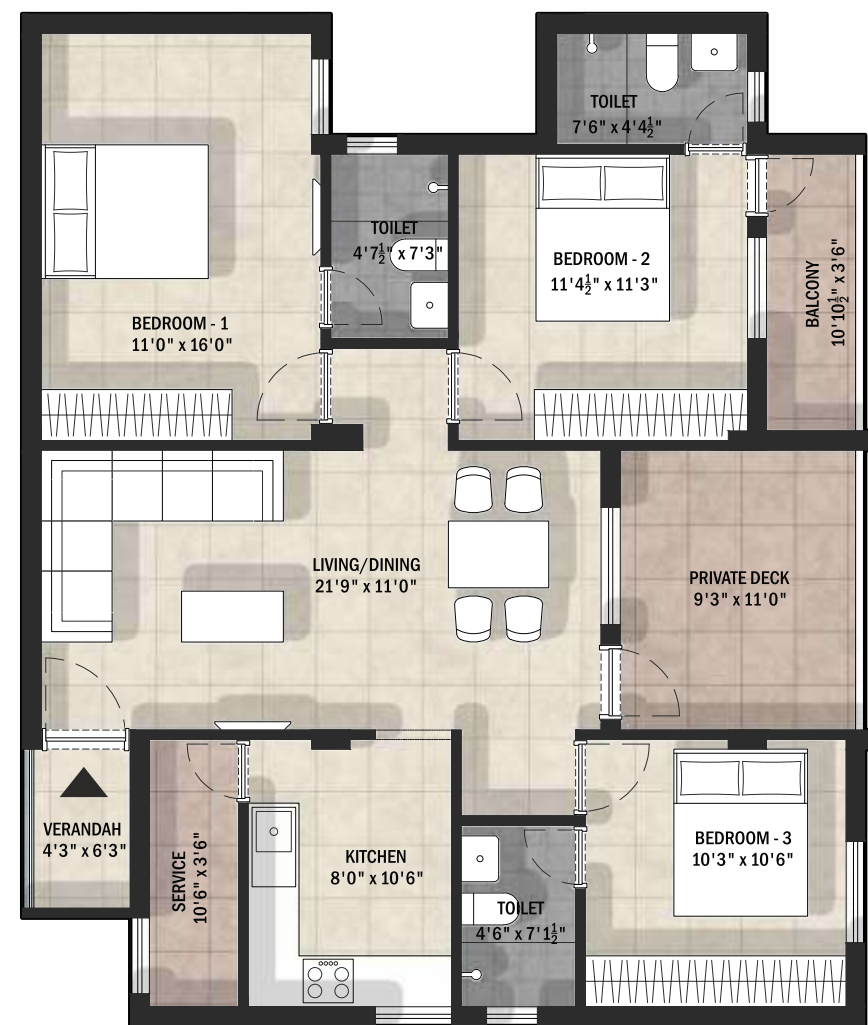 TOILET
7'6" x 4'4½"
TOILET
4'7½" x 7'3"
BEDROOM - 2
11'4½" x 11'3"
BALCONY
10'10½" x 3'6"
BEDROOM - 1
11'0" x 16'0"
LIVING/DINING
21'9" x 11'0"
PRIVATE DECK
9'3" x 11'0"
VERANDAH
4'3" x 6'3"
SERVICE
10'6" x 3'6"
KITCHEN
8'0" x 10'6"
TOILET
4'6" x 7'1½"
BEDROOM - 3
10'3" x 10'6"